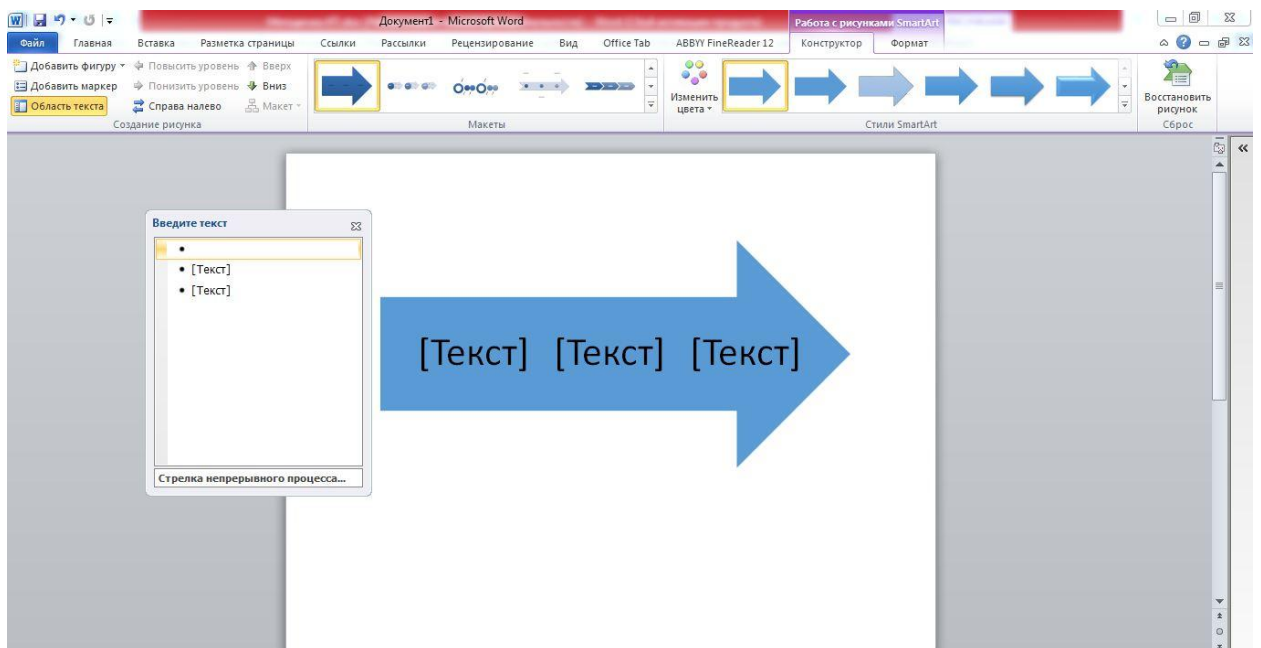 Документ1 - Microsoft Word
Работа с рисунками SmartArt
Файл Главная Вставка Разметка страницы Ссылки Рассылки Рецензирование Вид Office Tab ABBYY FineReader 12 Конструктор Формат
Добавить фигуру Повысить уровень Вверх
Добавить маркер Понизить уровень Вниз
Область текста Справа налево Макет
Создание рисунка
Макеты
Изменить
цвета
Стили SmartArt
Восстановить
рисунок
Сброс
Введите текст
[Текст]
[Текст]
Стрелка непрерывного процесса...
[Текст] [Текст] [Текст]